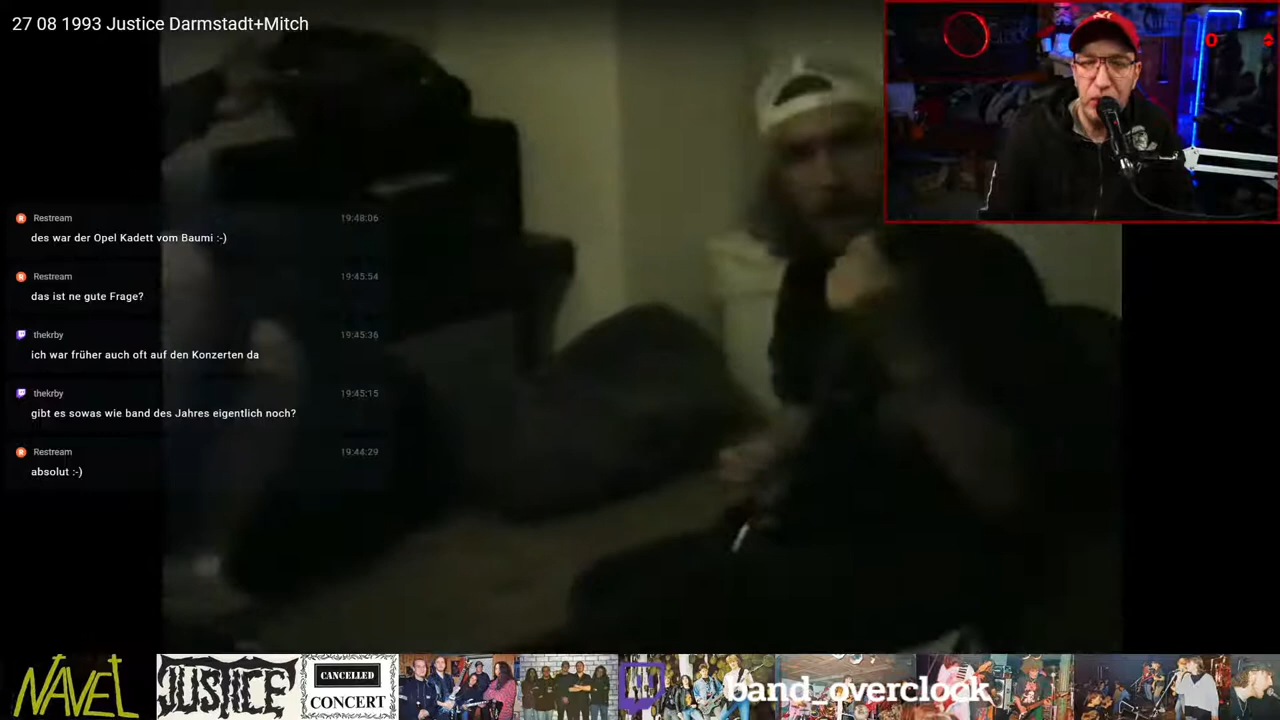 27 08 1993 Justice Darmstadt+Mitch
Restream 19:48:06
des war der Opel Kadett vom Baumi :-)
Restream 19:45:54
das ist ne gute Frage?
thekrby 19:45:36
ich war früher auch oft auf den Konzerten da
thekrby 19:45:15
gibt es sowas wie band des Jahres eigentlich noch?
Restream 19:44:29
absolut :-)
NAVEL
JUSTICE
CANCELLED
CONCERT
band_overclock